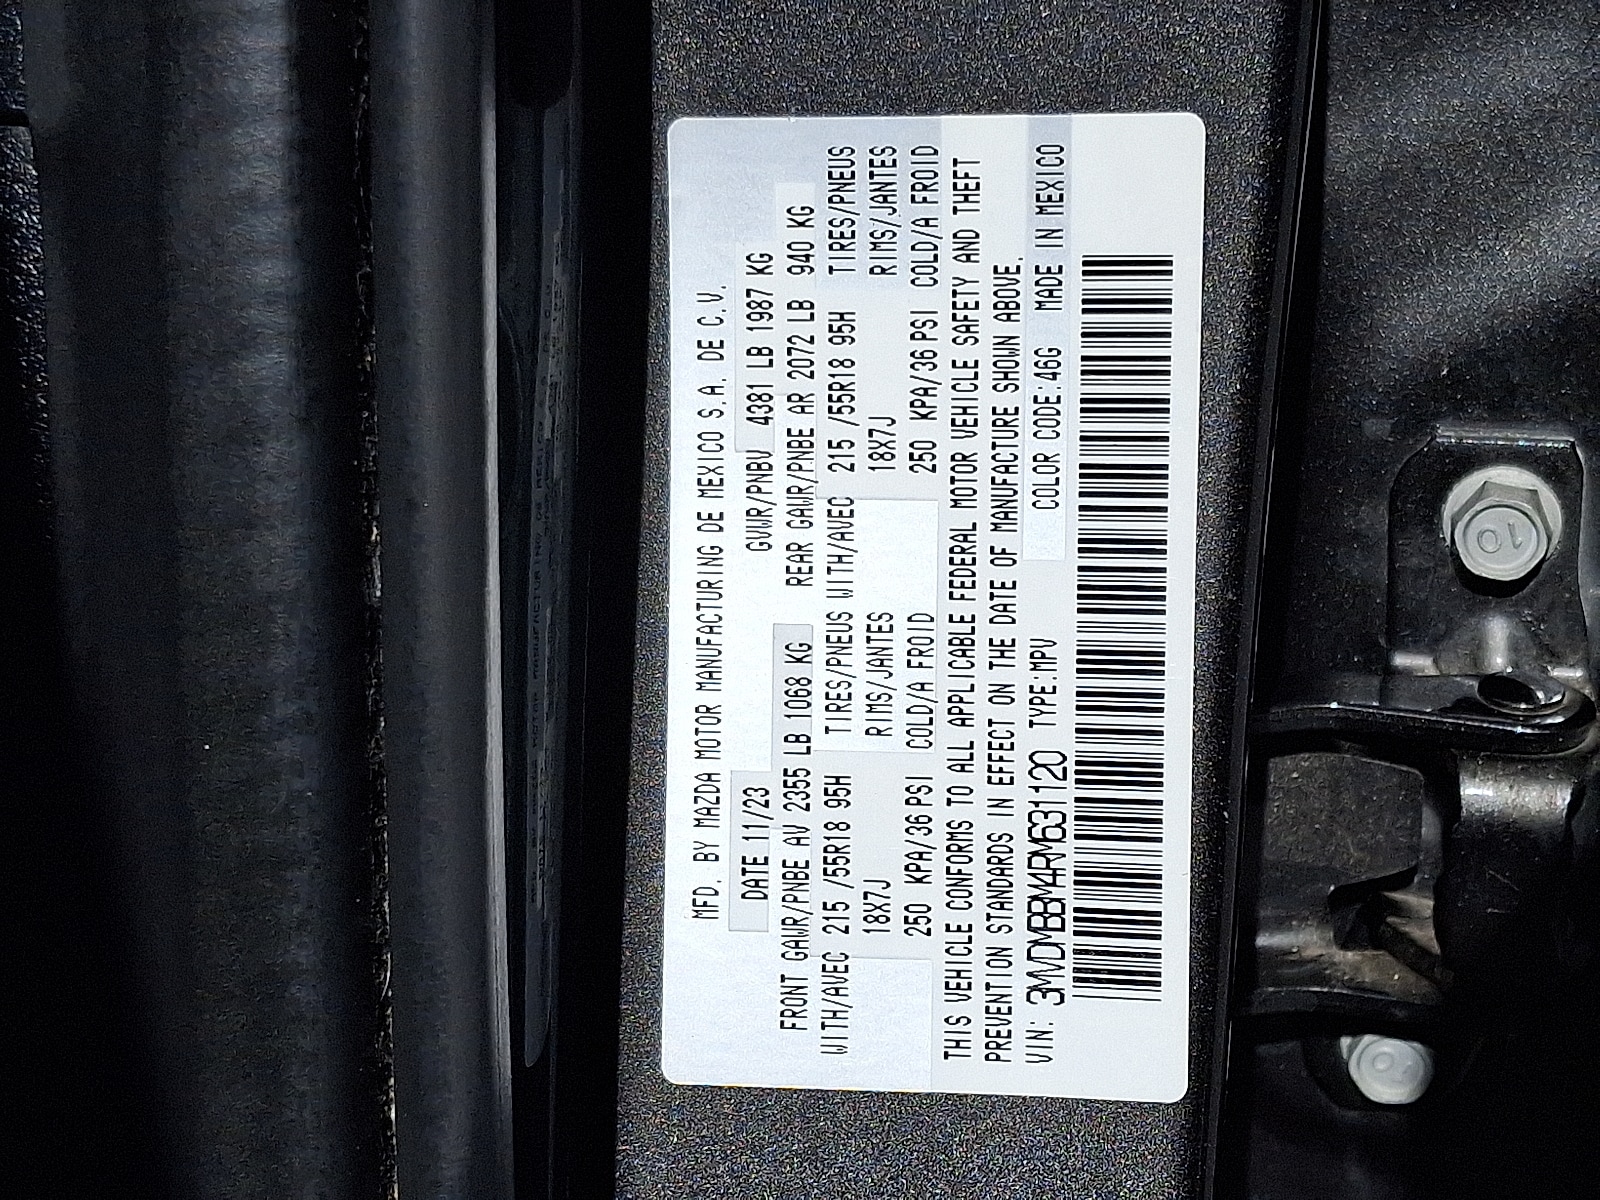 MFD. BY MAZDA MOTOR MANUFACTURING DE MEXICO S.A. DE C.V.
DATE 11/23 GVWR/PNBV 4381 LB 1987 KG
FRONT GAWR/PNBE AV 2355 LB 1068 KG REAR GAWR/PNBE AR 2072 LB 940 KG
WITH/AVEC 215 /55R18 95H TIRES/PNEUS WITH/AVEC 215 /55R18 95H TIRES/PNEUS
18X7J RIMS/JANTES 18X7J RIMS/JANTES
250 KPA/36 PSI COLD/A FROID 250 KPA/36 PSI COLD/A FROID
THIS VEHICLE CONFORMS TO ALL APPLICABLE FEDERAL MOTOR VEHICLE SAFETY AND THEFT
PREVENTION STANDARDS IN EFFECT ON THE DATE OF MANUFACTURE SHOWN ABOVE.
VIN: 3MVDMBBM4RM631120 TYPE:MPV COLOR CODE:46G MADE IN MEXICO
10